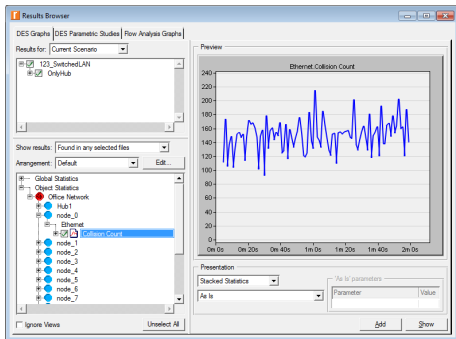 Results Browser
DES Graphs
DES Parametric Studies
Flow Analysis Graphs
Results for:
Current Scenario
123_SwitchedLAN
OnlyHub
Show results:
Found in any selected files
Arrangement:
Default
Edit...
Global Statistics
Object Statistics
Office Network
Hub1
node_0
Ethernet
Collision Count
node_1
node_2
node_3
node_4
node_5
node_6
node_7
Ignore Views
Unselect All
Preview
Ethernet.Collision Count
240
220
200
180
160
140
120
100
80
60
40
20
0
0m 0s
0m 20s
0m 40s
1m 0s
1m 20s
1m 40s
2m 0s
Presentation
Stacked Statistics
As Is
'As Is' parameters
Parameter
Value
Add
Show